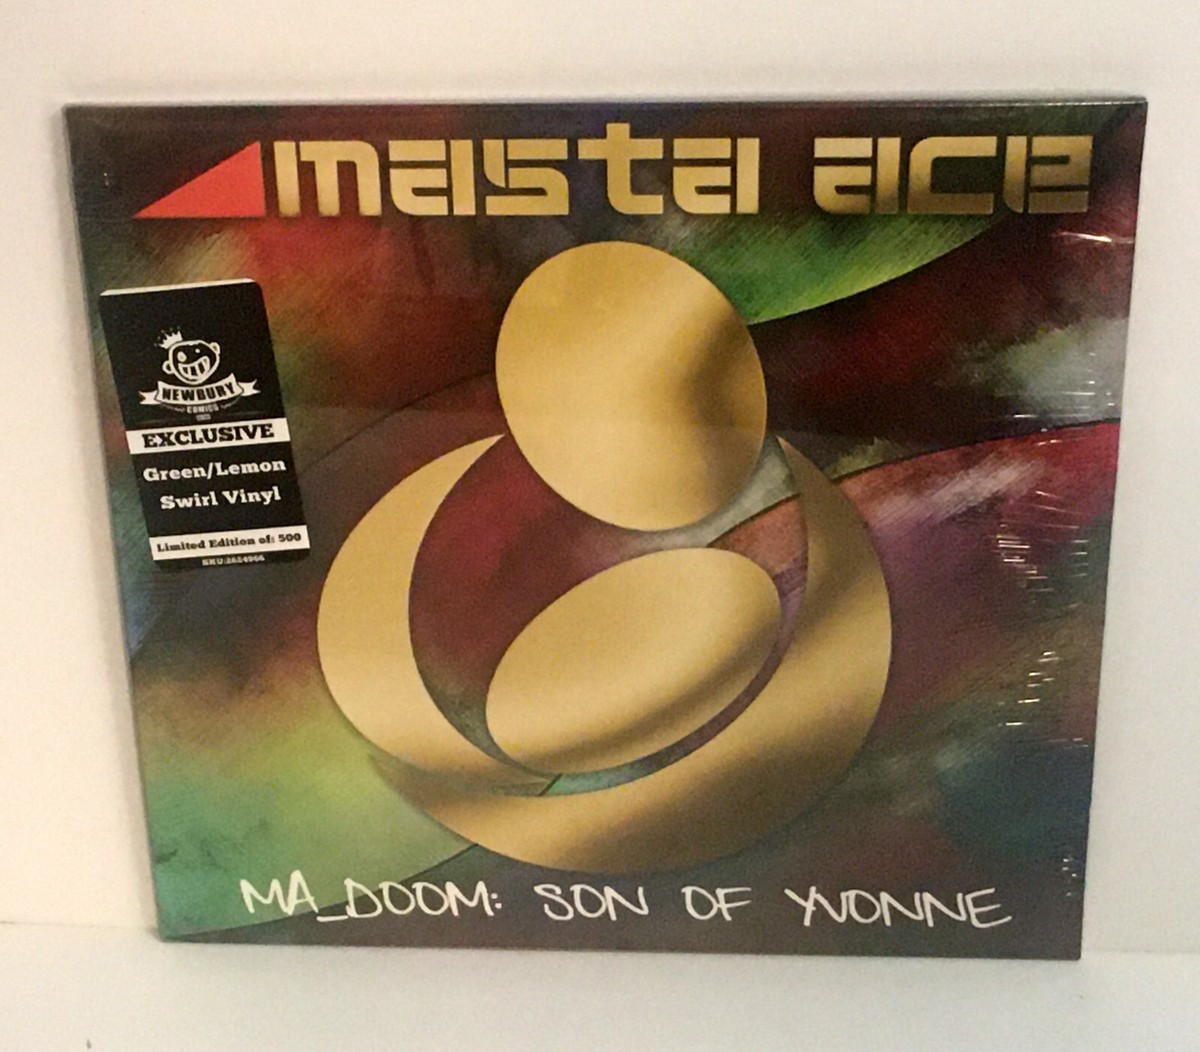 masta ace
NEWBURY
COMICS
EXCLUSIVE
Green/Lemon
Swirl Vinyl
Limited Edition of: 500
MA_DOOM: SON OF YVONNE